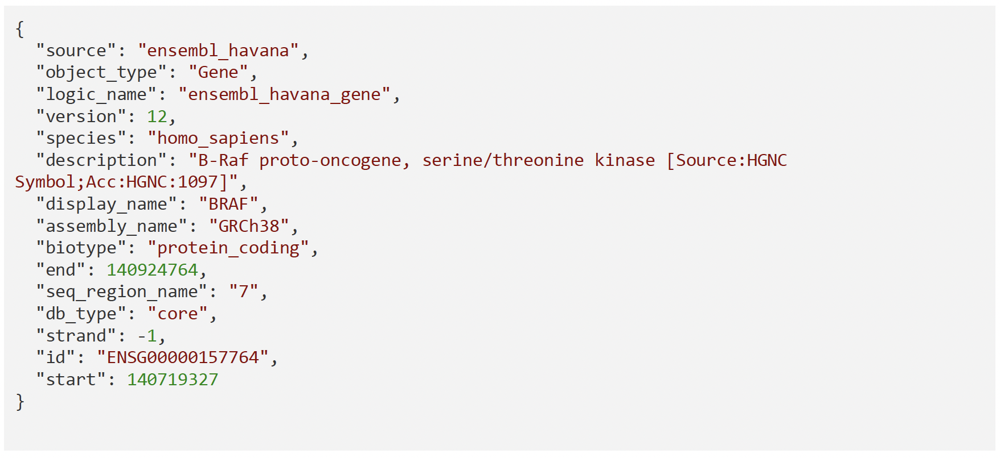 {
  "source": "ensembl_havana",
  "object_type": "Gene",
  "logic_name": "ensembl_havana_gene",
  "version": 12,
  "species": "homo_sapiens",
  "description": "B-Raf proto-oncogene, serine/threonine kinase [Source:HGNC
Symbol;Acc:HGNC:1097]",
  "display_name": "BRAF",
  "assembly_name": "GRCh38",
  "biotype": "protein_coding",
  "end": 140924764,
  "seq_region_name": "7",
  "db_type": "core",
  "strand": -1,
  "id": "ENSG00000157764",
  "start": 140719327
}